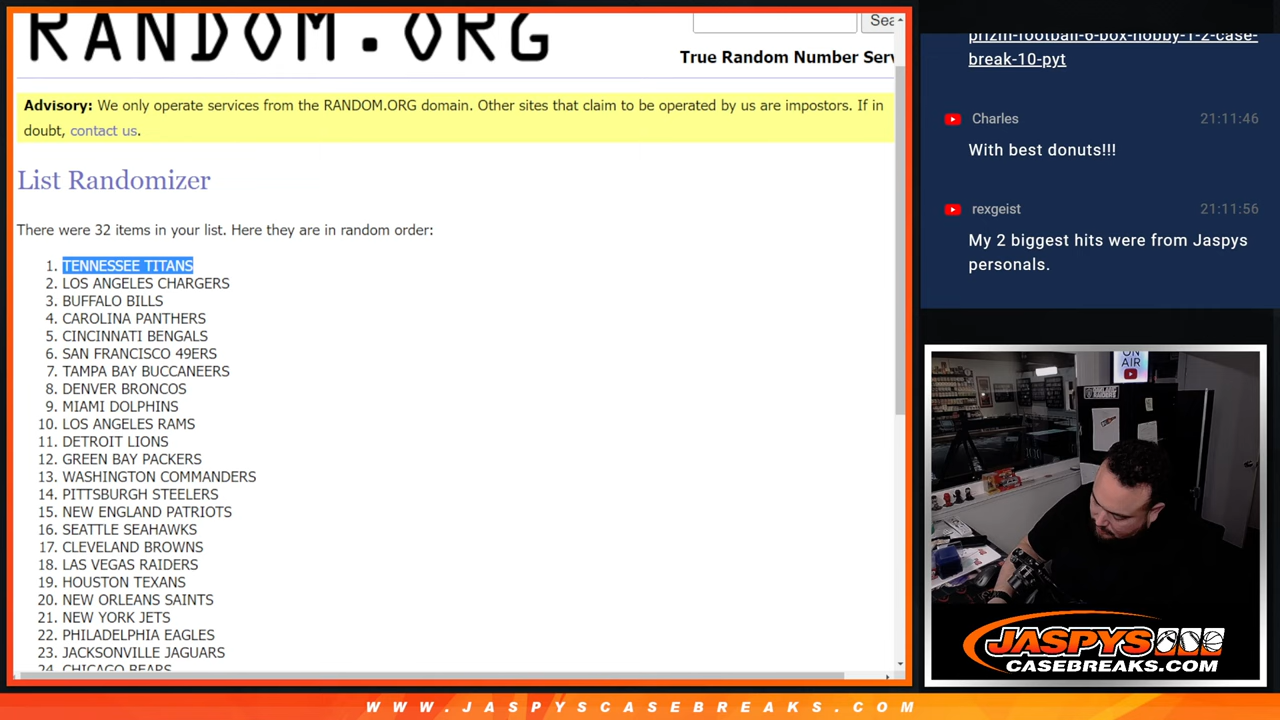 RANDOM.ORG
Sea
True Random Number Serv
Advisory: We only operate services from the RANDOM.ORG domain. Other sites that claim to be operated by us are impostors. If in
doubt, contact us.
List Randomizer
There were 32 items in your list. Here they are in random order:
1. TENNESSEE TITANS
2. LOS ANGELES CHARGERS
3. BUFFALO BILLS
4. CAROLINA PANTHERS
5. CINCINNATI BENGALS
6. SAN FRANCISCO 49ERS
7. TAMPA BAY BUCCANEERS
8. DENVER BRONCOS
9. MIAMI DOLPHINS
10. LOS ANGELES RAMS
11. DETROIT LIONS
12. GREEN BAY PACKERS
13. WASHINGTON COMMANDERS
14. PITTSBURGH STEELERS
15. NEW ENGLAND PATRIOTS
16. SEATTLE SEAHAWKS
17. CLEVELAND BROWNS
18. LAS VEGAS RAIDERS
19. HOUSTON TEXANS
20. NEW ORLEANS SAINTS
21. NEW YORK JETS
22. PHILADELPHIA EAGLES
23. JACKSONVILLE JAGUARS
24. CHICAGO BEARS
prizm-football-6-box-hobby-1-2-case-
break-10-pyt
Charles 21:11:46
With best donuts!!!
rexgeist 21:11:56
My 2 biggest hits were from Jaspys
personals.
ON
AIR
JASPYS
CASEBREAKS.COM
WWW.JASPYSCASEBREAKS.COM